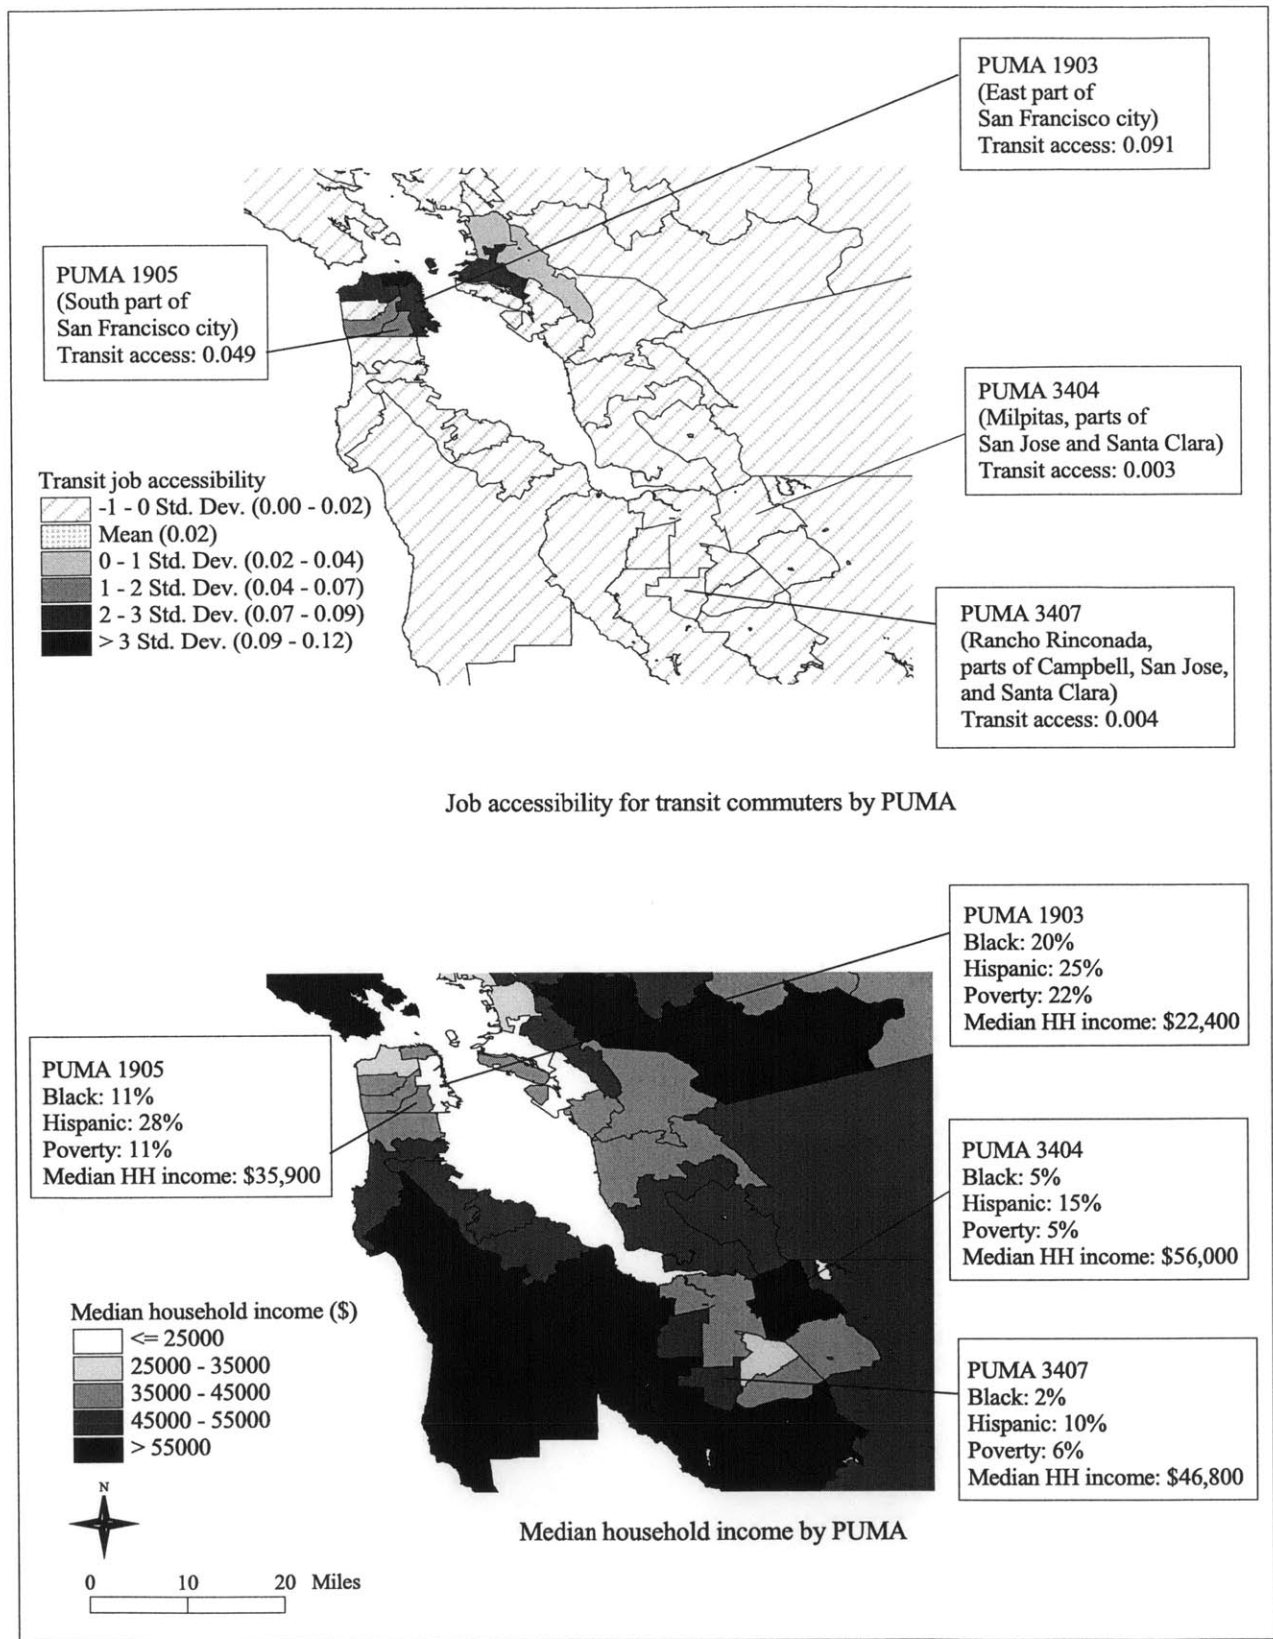 PUMA 1903
(East part of
San Francisco city)
Transit access: 0.091
PUMA 1905
(South part of
San Francisco city)
Transit access: 0.049
PUMA 3404
(Milpitas, parts of
San Jose and Santa Clara)
Transit access: 0.003
Transit job accessibility
-1 - 0 Std. Dev. (0.00 - 0.02)
Mean (0.02)
0 - 1 Std. Dev. (0.02 - 0.04)
1 - 2 Std. Dev. (0.04 - 0.07)
2 - 3 Std. Dev. (0.07 - 0.09)
> 3 Std. Dev. (0.09 - 0.12)
PUMA 3407
(Rancho Rinconada,
parts of Campbell, San Jose,
and Santa Clara)
Transit access: 0.004
Job accessibility for transit commuters by PUMA
PUMA 1903
Black: 20%
Hispanic: 25%
Poverty: 22%
Median HH income: $22,400
PUMA 1905
Black: 11%
Hispanic: 28%
Poverty: 11%
Median HH income: $35,900
PUMA 3404
Black: 5%
Hispanic: 15%
Poverty: 5%
Median HH income: $56,000
Median household income ($)
<= 25000
25000 - 35000
35000 - 45000
45000 - 55000
> 55000
PUMA 3407
Black: 2%
Hispanic: 10%
Poverty: 6%
Median HH income: $46,800
N
Median household income by PUMA
0 10 20 Miles